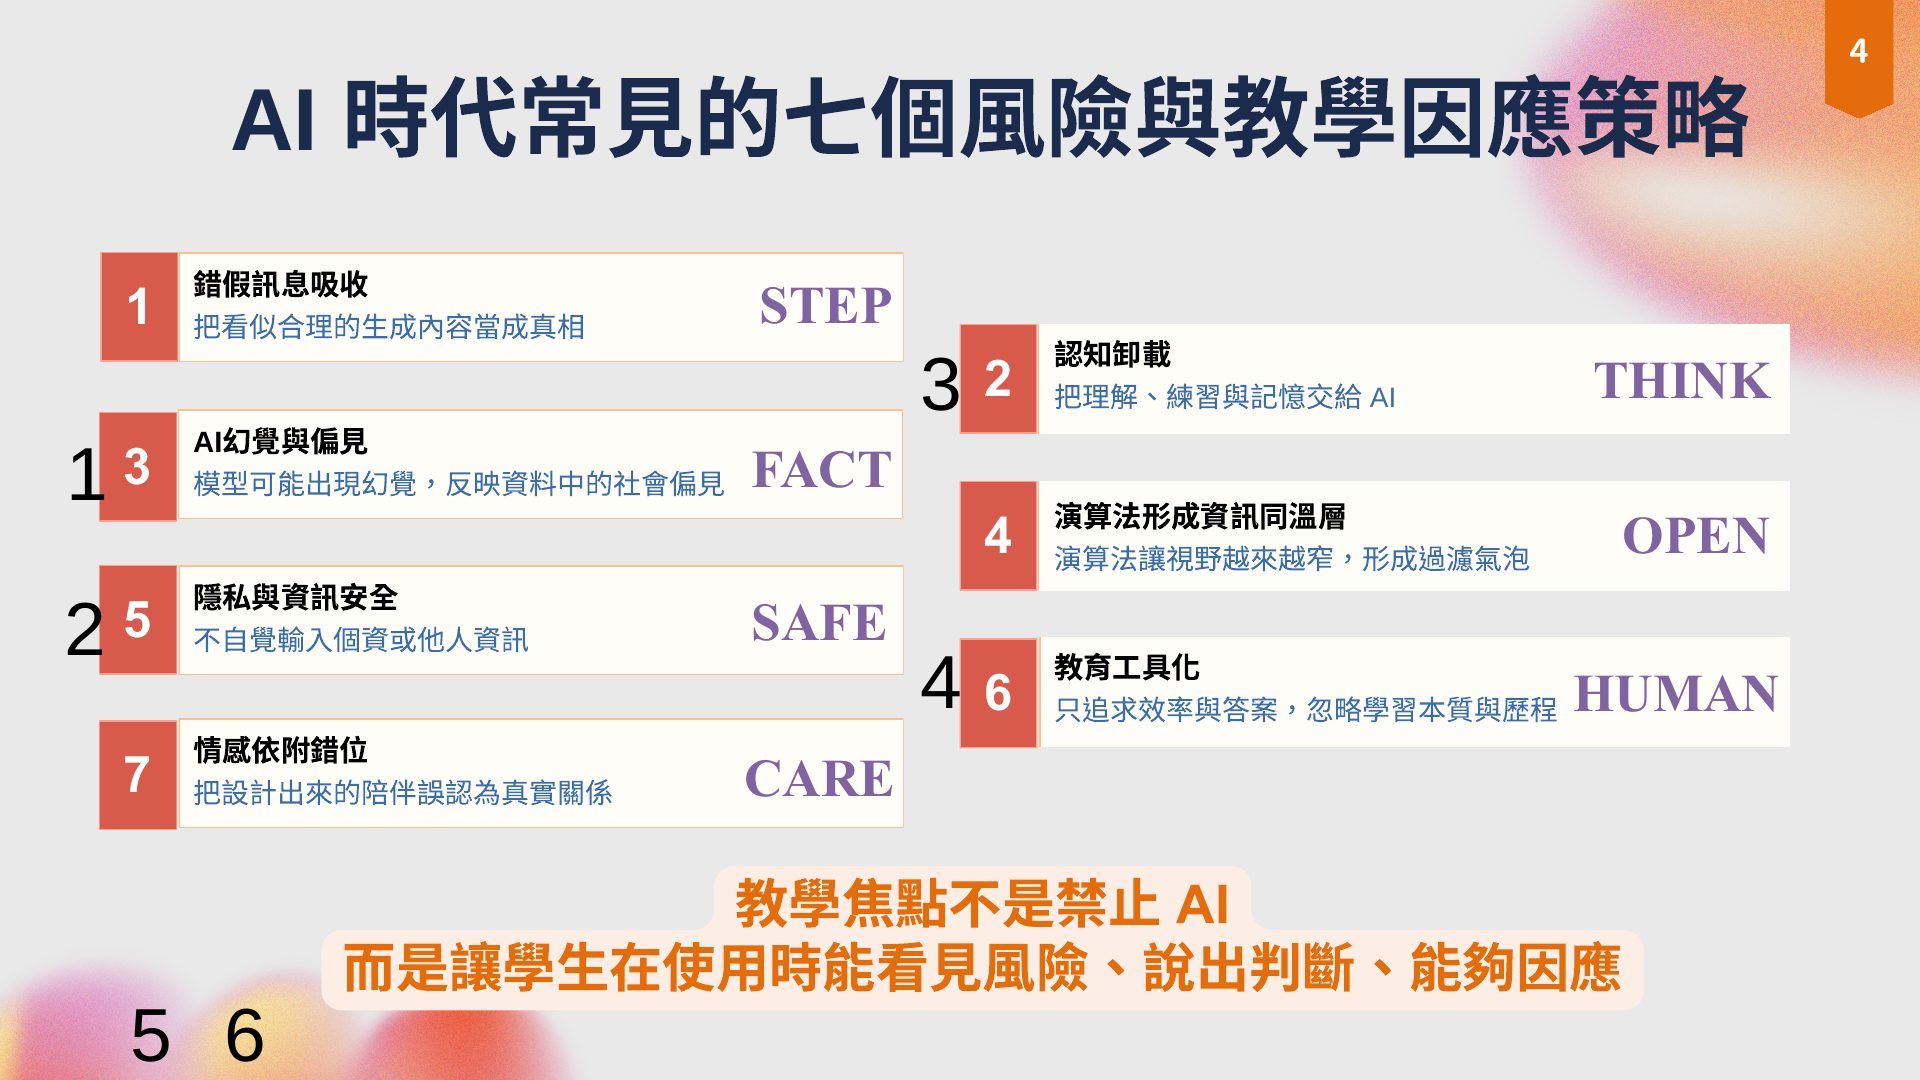 4
AI 時代常見的七個風險與教學因應策略
1
錯假訊息吸收
把看似合理的生成內容當成真相
STEP
3
2
認知卸載
把理解、練習與記憶交給 AI
THINK
1
3
AI幻覺與偏見
模型可能出現幻覺，反映資料中的社會偏見
FACT
4
演算法形成資訊同溫層
演算法讓視野越來越窄，形成過濾氣泡
OPEN
2
5
隱私與資訊安全
不自覺輸入個資或他人資訊
SAFE
4
6
教育工具化
只追求效率與答案，忽略學習本質與歷程
HUMAN
7
情感依附錯位
把設計出來的陪伴誤認為真實關係
CARE
教學焦點不是禁止 AI
而是讓學生在使用時能看見風險、說出判斷、能夠因應
5 6